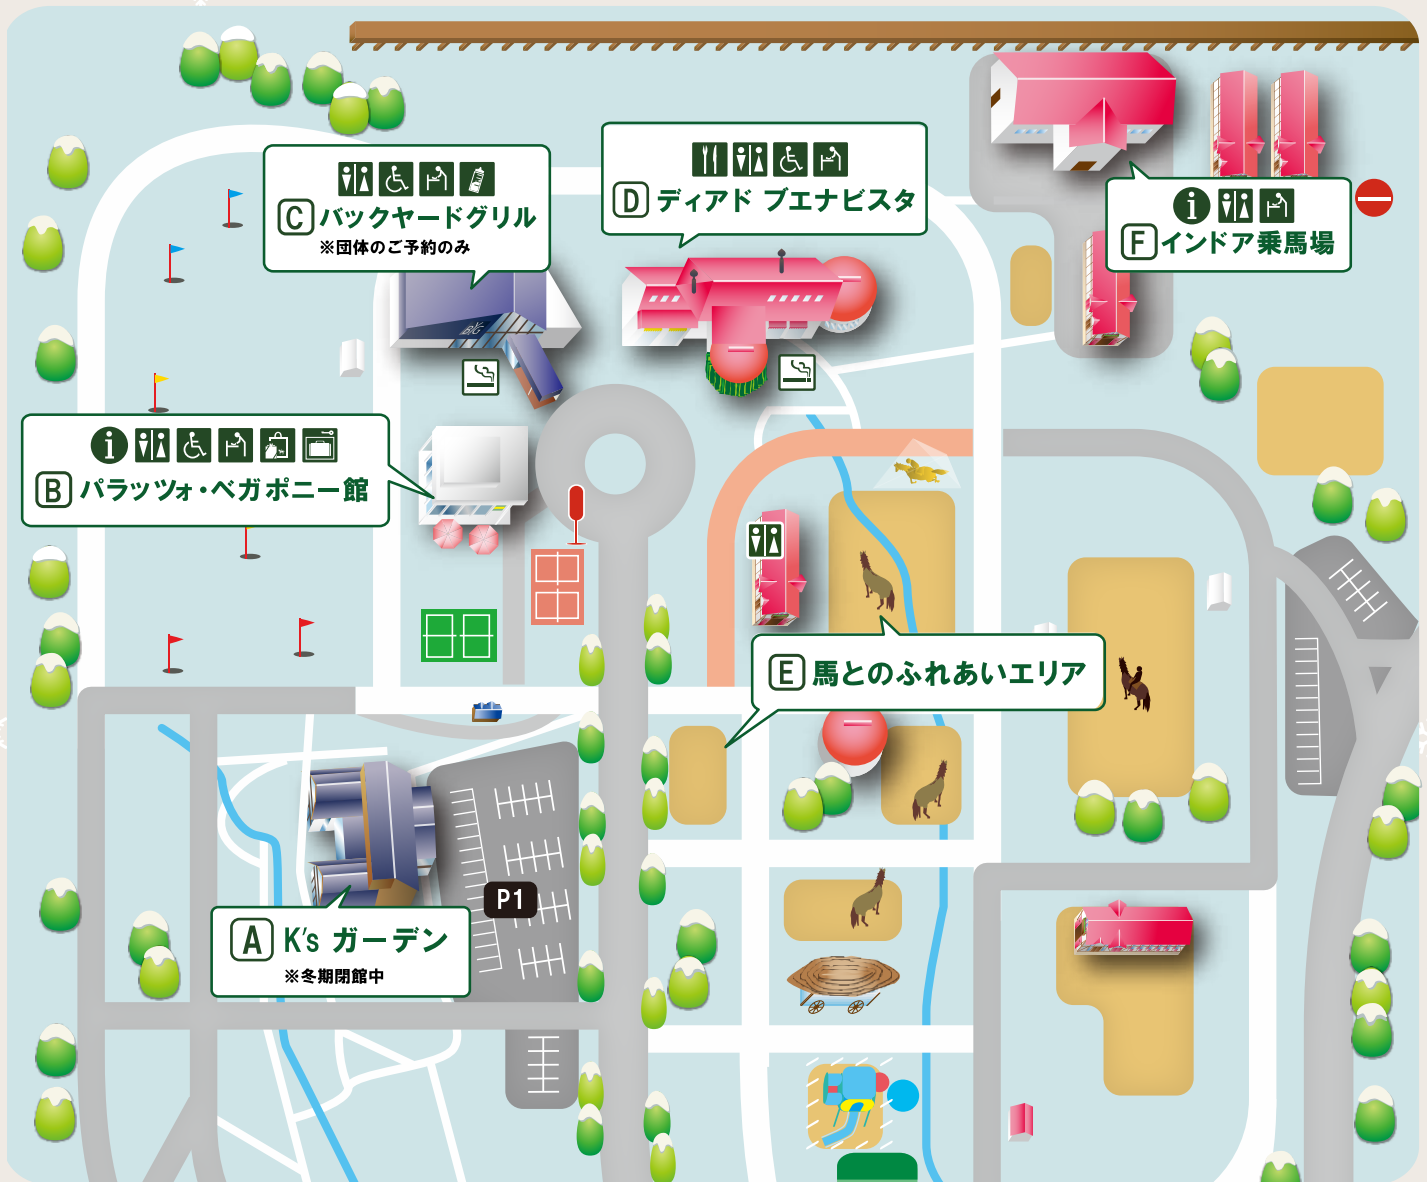 C バックヤードグリル
※団体のご予約のみ
D ディアド ブエナビスタ
i
F インドア乗馬場
BIG
i
B パラッツォ・ベガポニー館
E 馬とのふれあいエリア
P1
A K's ガーデン
※冬期閉館中